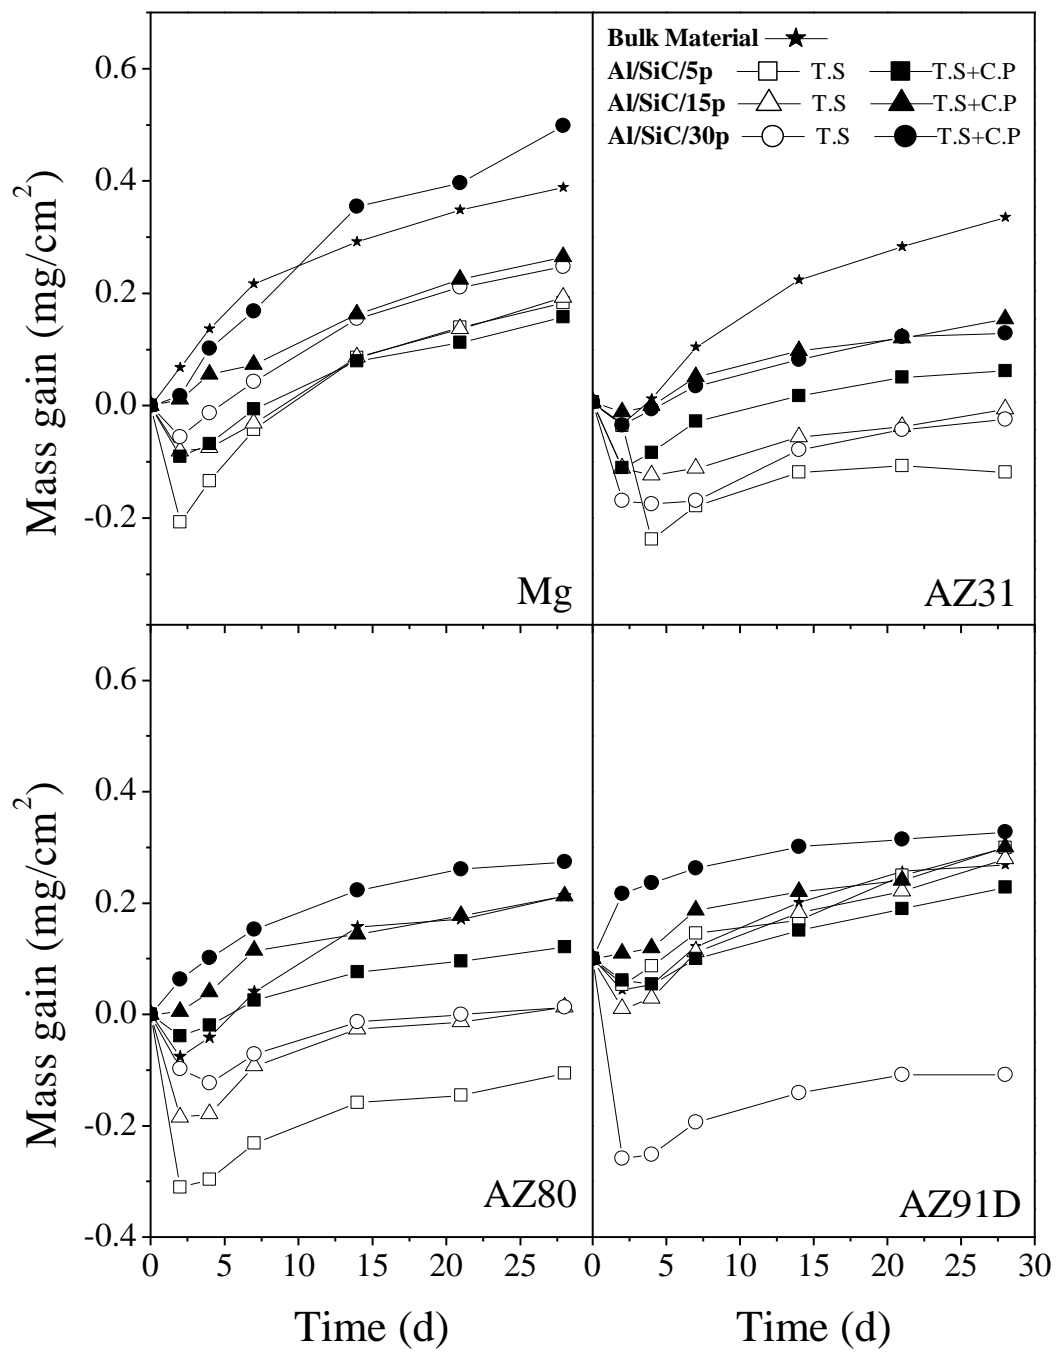 Bulk Material
Al/SiC/5p T.S T.S+C.P
Al/SiC/15p T.S T.S+C.P
Al/SiC/30p T.S T.S+C.P
0.6
0.4
0.2
0.0
-0.2
Mass gain (mg/cm²)
Mg
AZ31
0.6
0.4
0.2
0.0
-0.2
-0.4
Mass gain (mg/cm²)
AZ80
AZ91D
0 5 10 15 20 25 0 5 10 15 20 25 30
Time (d) Time (d)